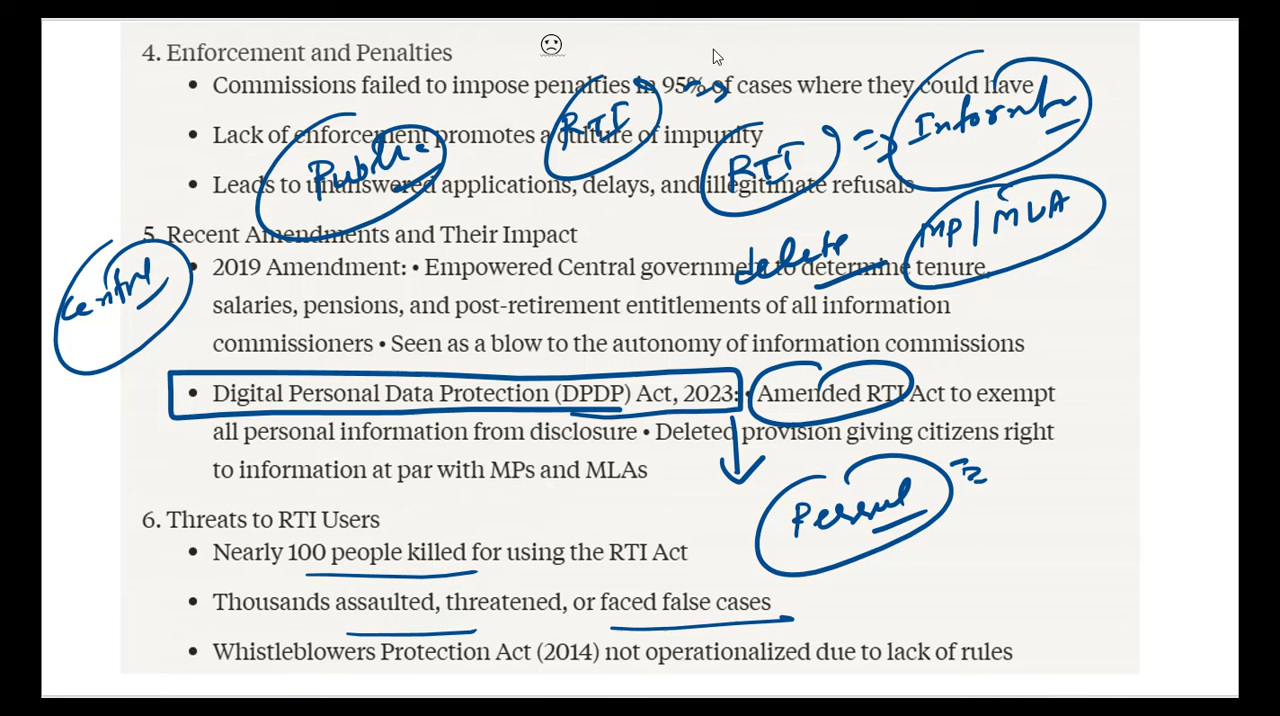 4. Enforcement and Penalties
• Commissions failed to impose penalties in 95% of cases where they could have
• Lack of enforcement promotes a culture of impunity
• Leads to unanswered applications, delays, and illegitimate refusals
Public
RTI
RTI
MP/MLA
delete
Central
5. Recent Amendments and Their Impact
• 2019 Amendment: • Empowered Central government to determine tenure,
salaries, pensions, and post-retirement entitlements of all information
commissioners • Seen as a blow to the autonomy of information commissions
• Digital Personal Data Protection (DPDP) Act, 2023: • Amended RTI Act to exempt
all personal information from disclosure • Deleted provision giving citizens right
to information at par with MPs and MLAs
6. Threats to RTI Users
• Nearly 100 people killed for using the RTI Act
• Thousands assaulted, threatened, or faced false cases
• Whistleblowers Protection Act (2014) not operationalized due to lack of rules